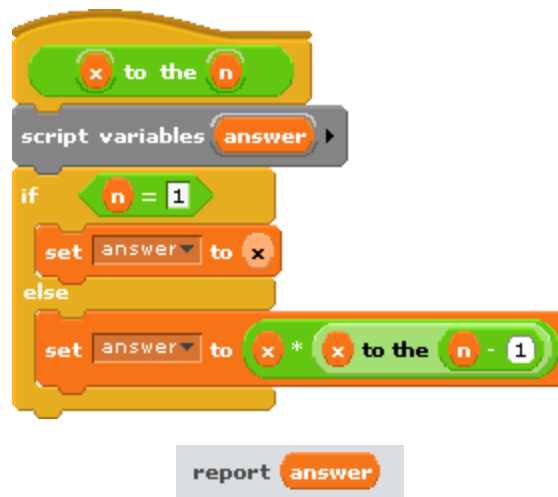 x to the n
script variables answer
if n = 1
set answer to x
else
set answer to x * x to the n - 1
report answer